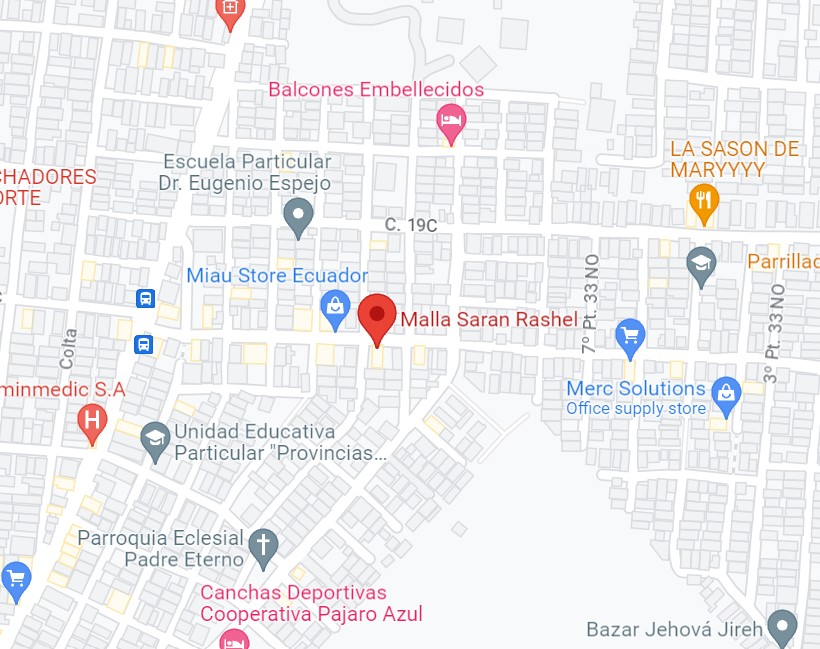 Balcones Embellecidos
LA SASON DE
MARYYYY
Escuela Particular
Dr. Eugenio Espejo
CHADORES
ORTE
C. 19C
7º Pt. 33 NO
Parrillad
Miau Store Ecuador
3º Pt. 33 NO
Malla Saran Rashel
Colta
minmedic S.A
H
Merc Solutions
Office supply store
Unidad Educativa
Particular "Provincias...
Parroquia Eclesial
Padre Eterno
Canchas Deportivas
Cooperativa Pajaro Azul
Bazar Jehová Jireh